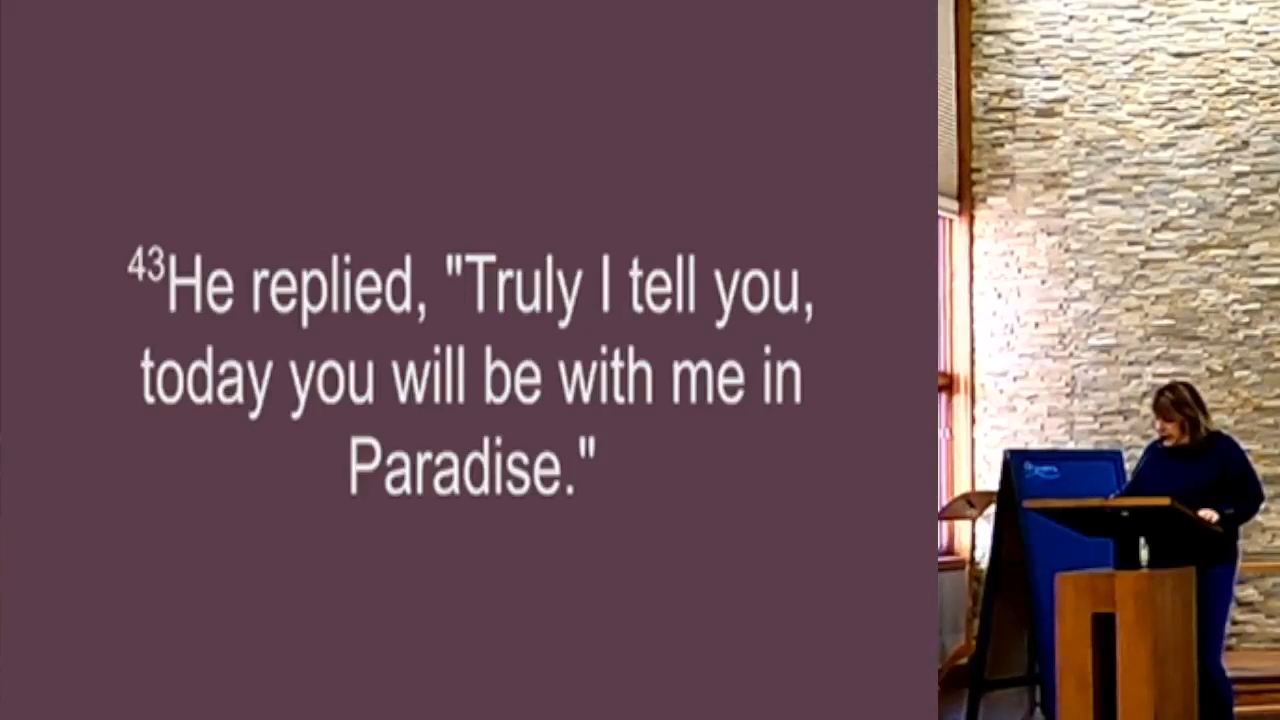 ⁴³He replied, "Truly I tell you,
today you will be with me in
Paradise."